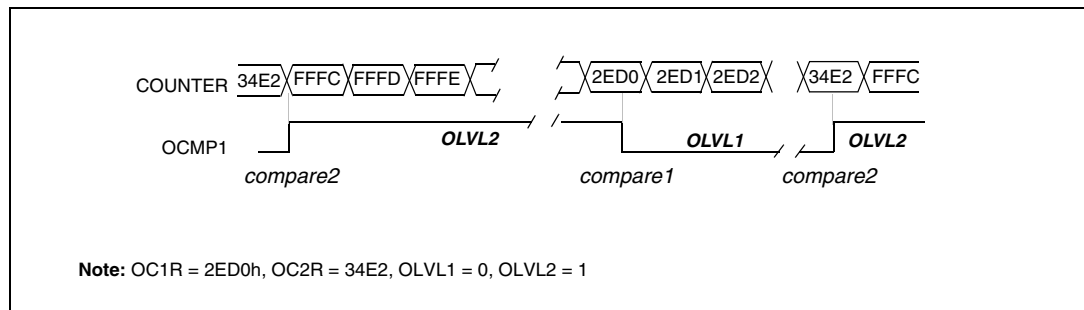 COUNTER 34E2 FFFC FFFD FFFE 2ED0 2ED1 2ED2 34E2 FFFC
OCMP1 OLVL2 OLVL1 OLVL2
compare2 compare1 compare2
Note: OC1R = 2ED0h, OC2R = 34E2, OLVL1 = 0, OLVL2 = 1